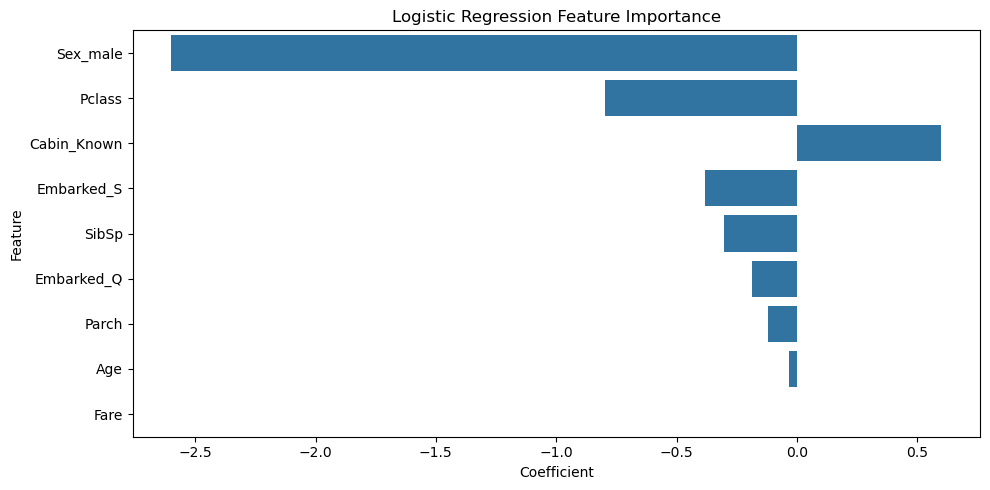 Logistic Regression Feature Importance
Sex_male
Pclass
Cabin_Known
Embarked_S
SibSp
Embarked_Q
Parch
Age
Fare
Feature
−2.5 −2.0 −1.5 −1.0 −0.5 0.0 0.5
Coefficient